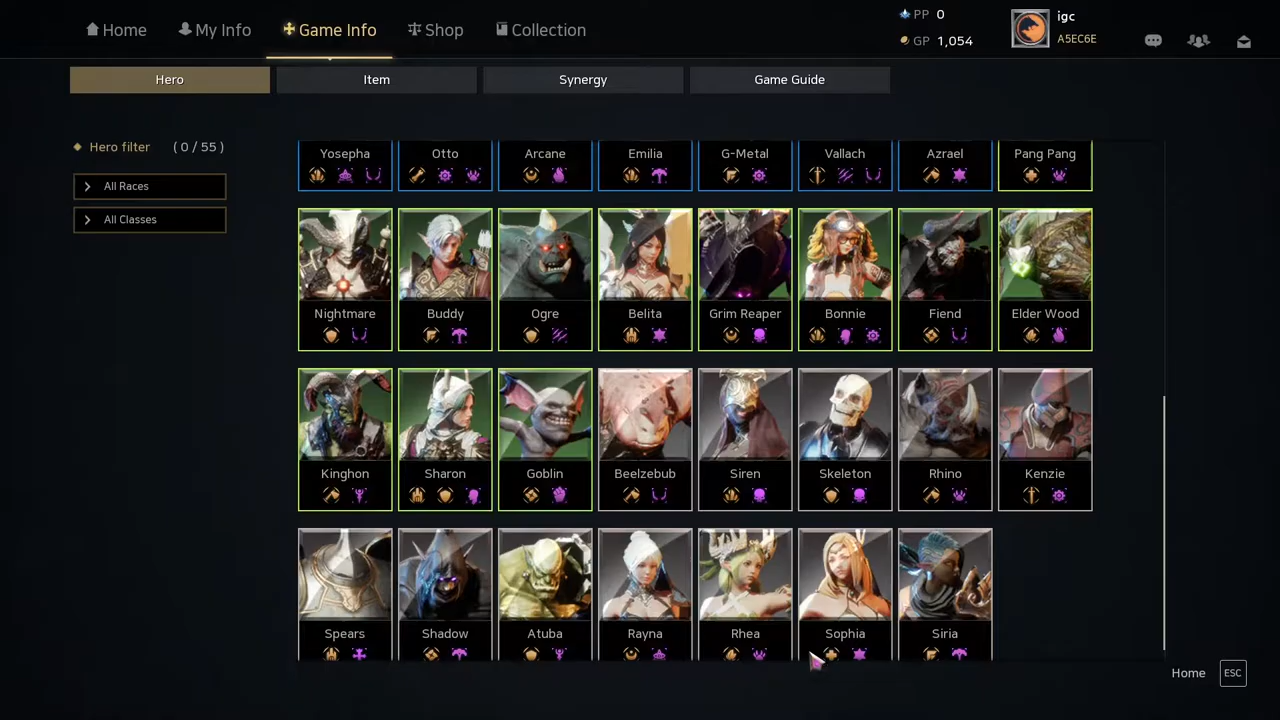 Home My Info Game Info Shop Collection
PP 0
GP 1,054
igc
A5EC6E
Hero Item Synergy Game Guide
Hero filter ( 0 / 55 )
All Races
All Classes
Yosepha Otto Arcane Emilia G-Metal Vallach Azrael Pang Pang
Nightmare Buddy Ogre Belita Grim Reaper Bonnie Fiend Elder Wood
Kinghon Sharon Goblin Beelzebub Siren Skeleton Rhino Kenzie
Spears Shadow Atuba Rayna Rhea Sophia Siria
Home ESC